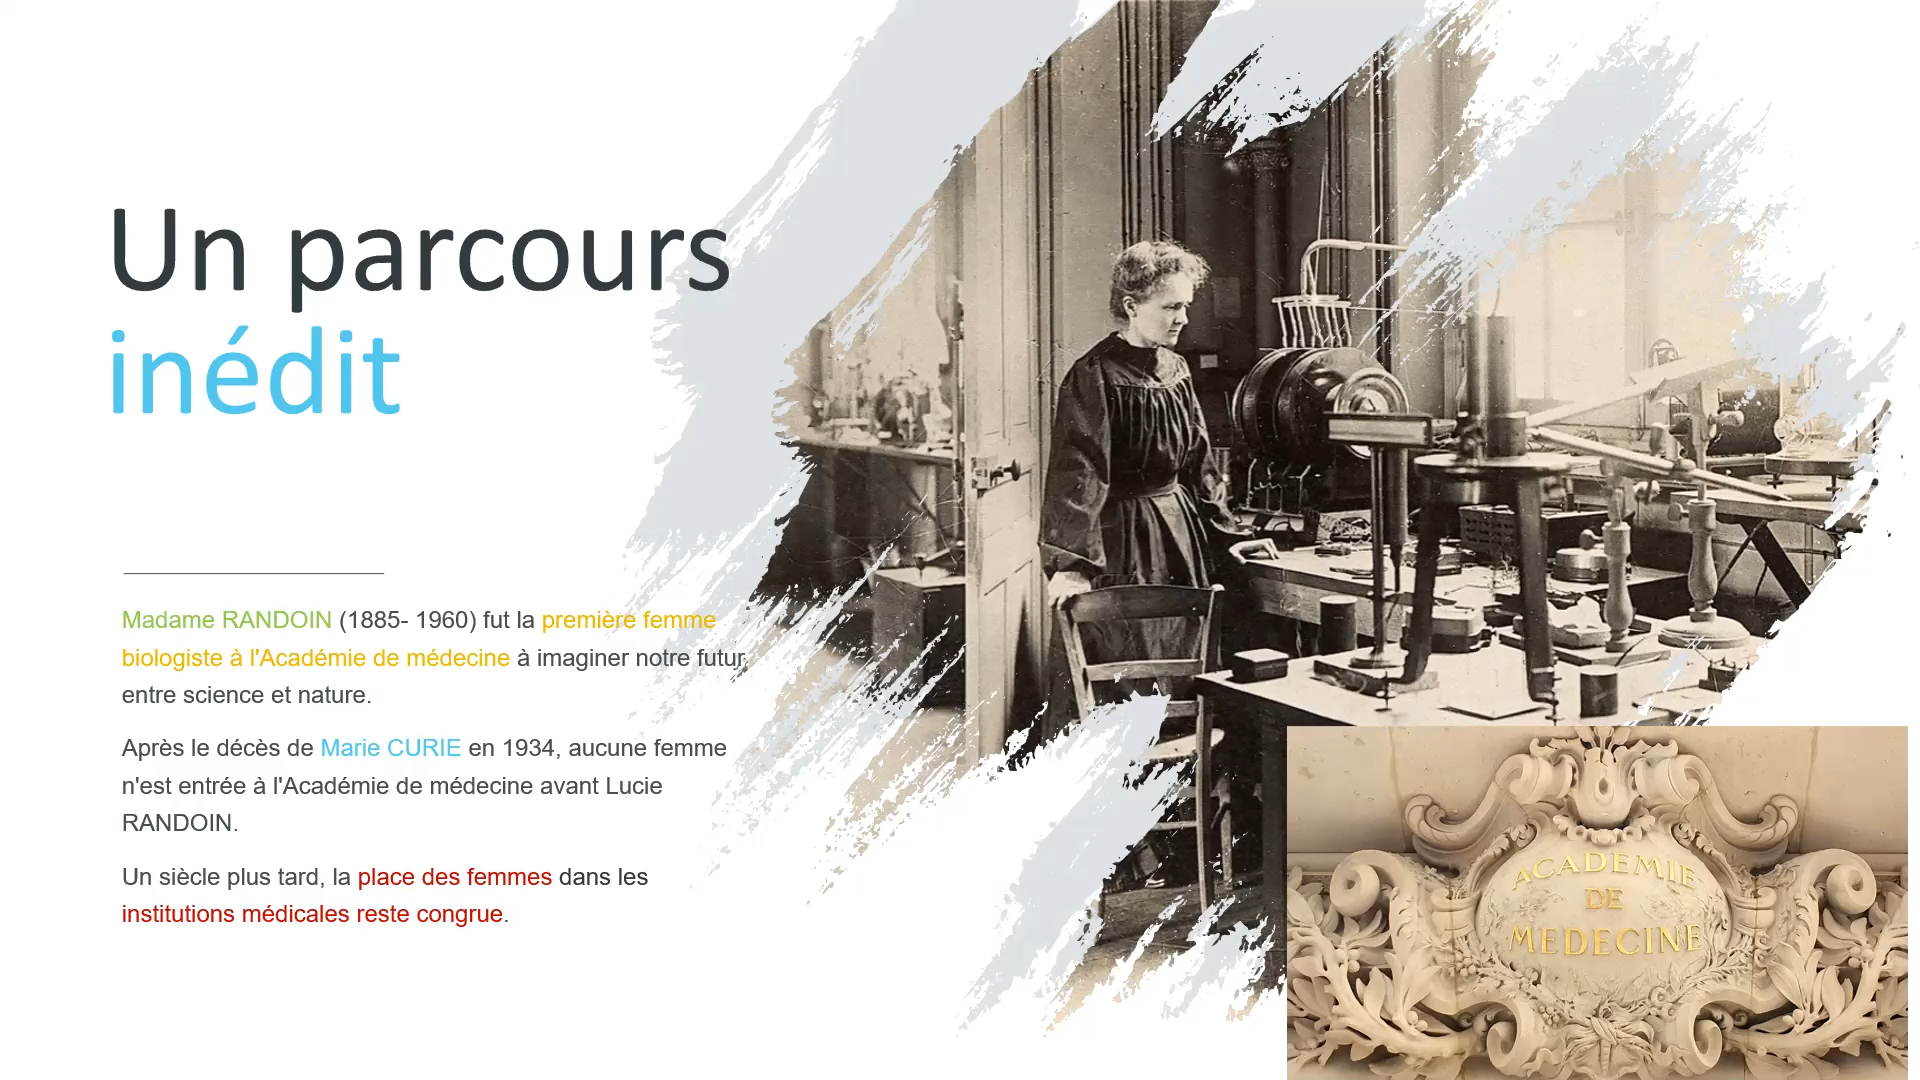 Un parcours
inédit
Madame RANDOIN (1885- 1960) fut la première femme
biologiste à l'Académie de médecine à imaginer notre futur,
entre science et nature.
Après le décès de Marie CURIE en 1934, aucune femme
n'est entrée à l'Académie de médecine avant Lucie
RANDOIN.
Un siècle plus tard, la place des femmes dans les
institutions médicales reste congrue.
ACADEMIE
DE
MEDECINE